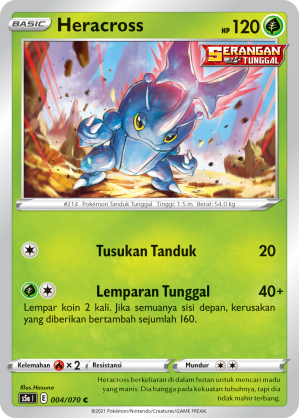 BASIC Heracross HP 120
SERANGAN TUNGGAL
#214 Pokémon Tanduk Tunggal Tinggi: 1.5 m Berat: 54.0 kg
Tusukan Tanduk 20
Lemparan Tunggal 40+
Lempar koin 2 kali. Jika semuanya sisi depan, kerusakan
yang diberikan bertambah sejumlah 160.
Kelemahan ×2 Resistansi Mundur
Illus. Hasuno
s5a I E 004/070 C
Heracross berkeliaran di dalam hutan untuk mencari madu
yang manis. Dia bangga pada kekuatan tubuhnya, tapi dia
tidak mahir terbang.
©2021 Pokémon/Nintendo/Creatures/GAME FREAK